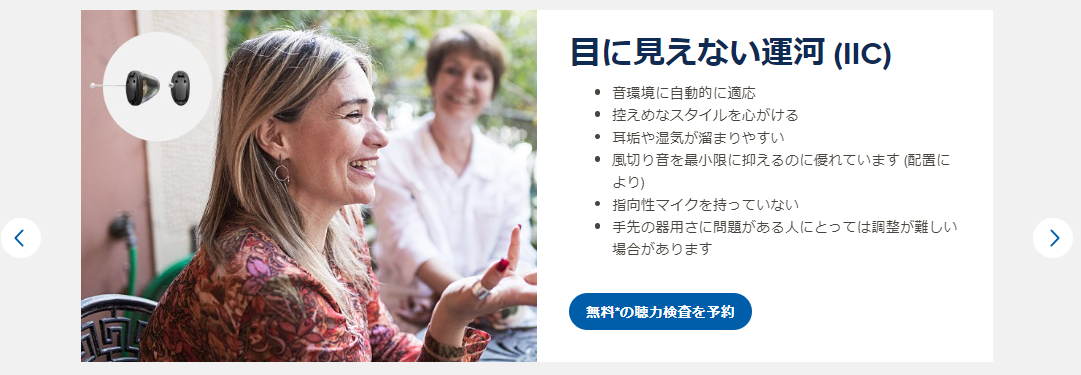 目に見えない運河 (IIC)
音環境に自動的に適応
控えめなスタイルを心がける
耳垢や湿気が溜まりやすい
風切り音を最小限に抑えるのに優れています (配置に
より)
指向性マイクを持っていない
手先の器用さに問題がある人にとっては調整が難しい
場合があります
無料*の聴力検査を予約